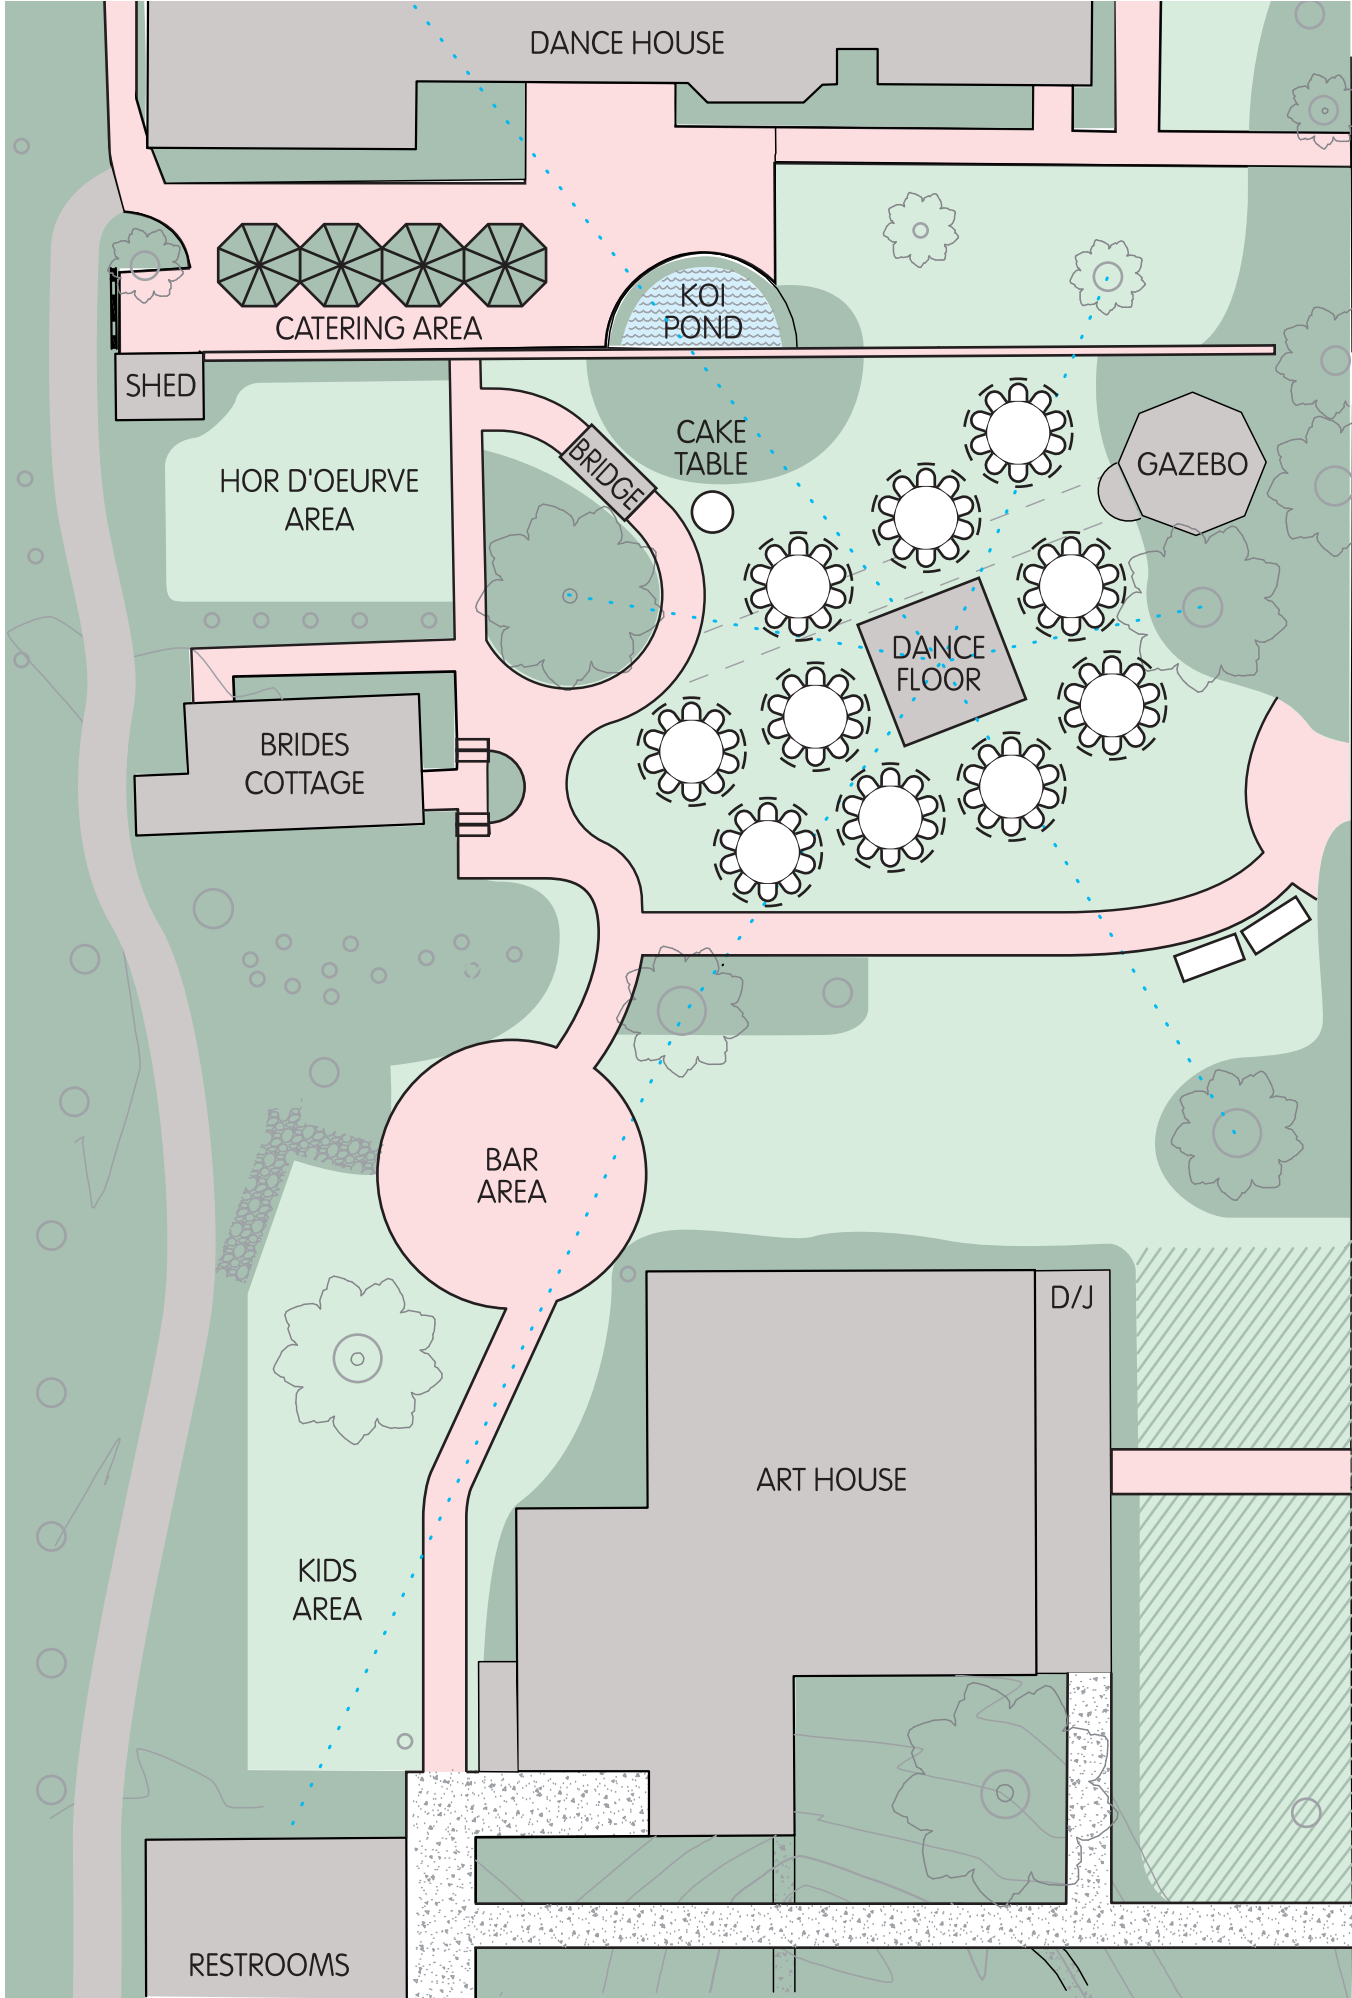 DANCE HOUSE
KOI
POND
CATERING AREA
SHED
CAKE
TABLE
BRIDGE
GAZEBO
HOR D'OEURVE
AREA
DANCE
FLOOR
BRIDES
COTTAGE
BAR
AREA
D/J
ART HOUSE
KIDS
AREA
RESTROOMS